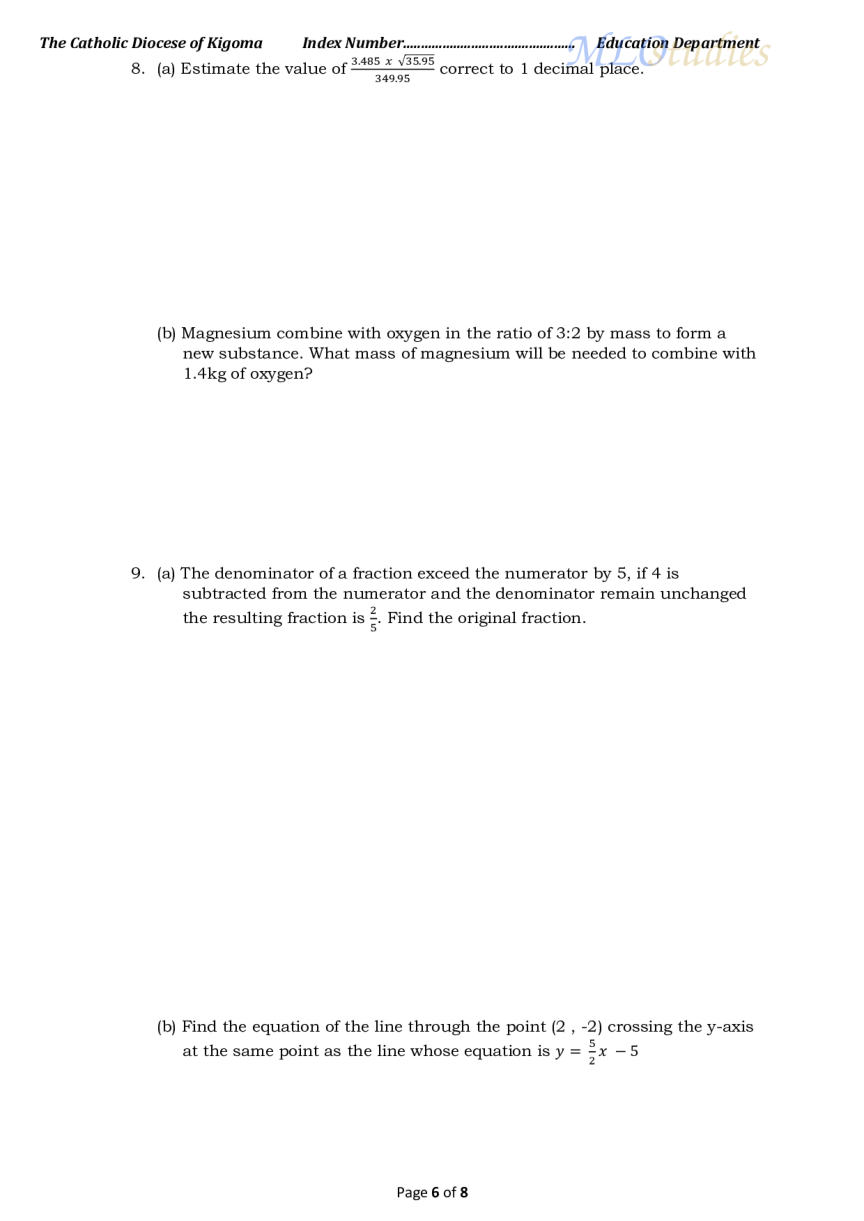 The Catholic Diocese of Kigoma Index Number................................................ Education Department
MLOStudies
8. (a) Estimate the value of \frac{3.485 x \sqrt{35.95}}{349.95} correct to 1 decimal place.
(b) Magnesium combine with oxygen in the ratio of 3:2 by mass to form a
new substance. What mass of magnesium will be needed to combine with
1.4kg of oxygen?
9. (a) The denominator of a fraction exceed the numerator by 5, if 4 is
subtracted from the numerator and the denominator remain unchanged
the resulting fraction is \frac{2}{5}. Find the original fraction.
(b) Find the equation of the line through the point (2 , -2) crossing the y-axis
at the same point as the line whose equation is y = \frac{5}{2}x − 5
Page 6 of 8